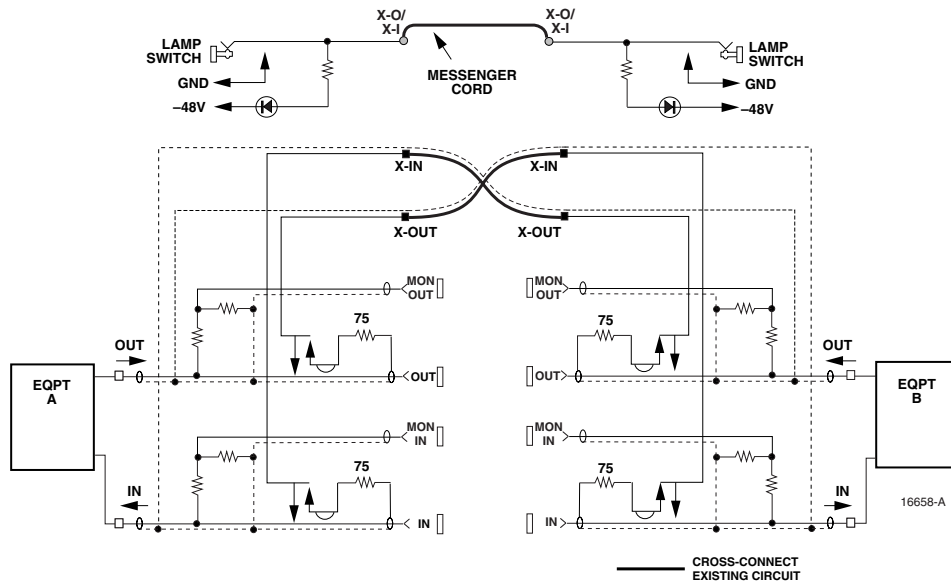 X-O/
X-I
X-O/
X-I
LAMP
SWITCH
MESSENGER
CORD
LAMP
SWITCH
GND
GND
–48V
–48V
X-IN
X-IN
X-OUT
X-OUT
MON
OUT
MON
OUT
75
75
OUT
OUT
OUT
OUT
EQPT
A
EQPT
B
MON
IN
MON
IN
75
75
IN
IN
IN
IN
16658-A
CROSS-CONNECT
EXISTING CIRCUIT